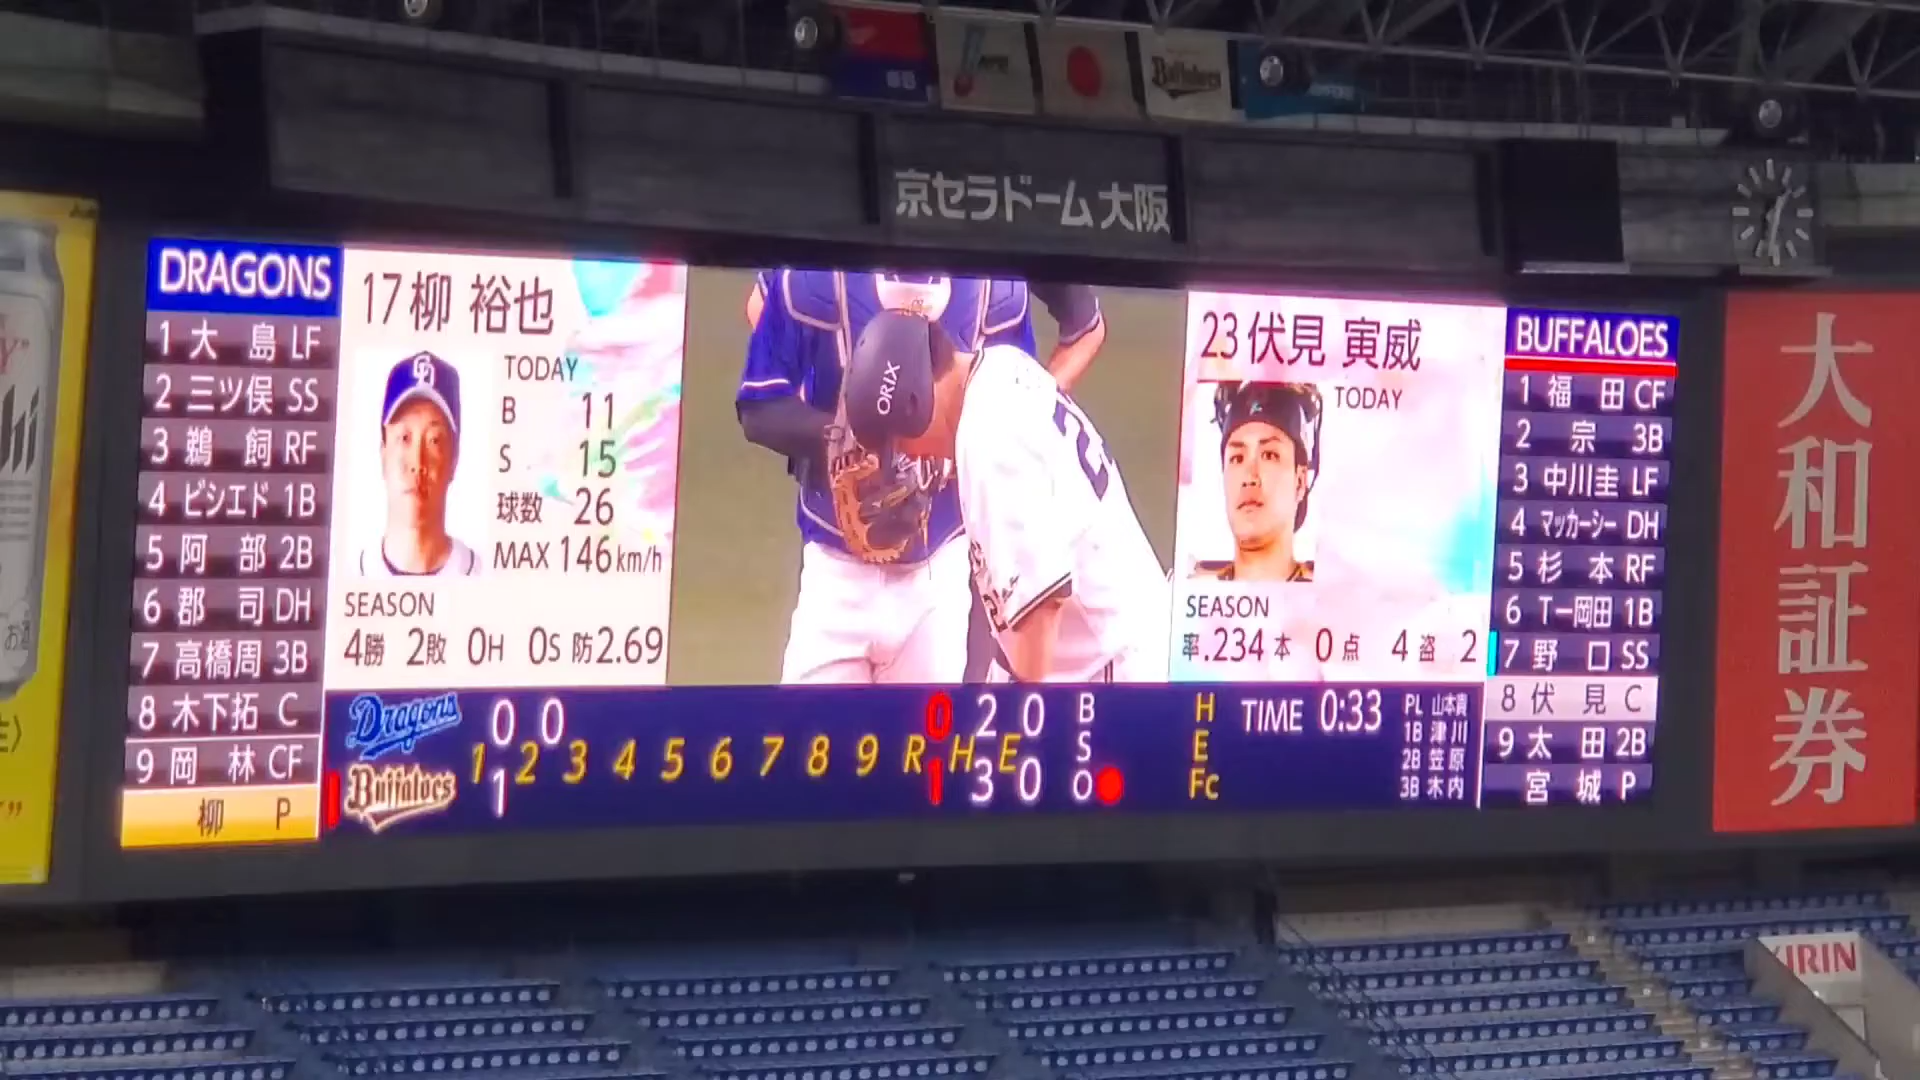 Buffaloes
京セラドーム大阪
DRAGONS
1 大島 LF
2 三ツ俣 SS
3 鵜飼 RF
4 ビシエド 1B
5 阿部 2B
6 郡司 DH
7 高橋周 3B
8 木下拓 C
9 岡林 CF
柳 P
17 柳 裕也
TODAY
B 11
S 15
球数 26
MAX 146km/h
SEASON
4勝 2敗 0H 0S 防2.69
ORIX
23 伏見 寅威
TODAY
SEASON
率.234 本 0 点 4 盗 2
BUFFALOES
1 福田 CF
2 宗 3B
3 中川圭 LF
4 マッカーシー DH
5 杉本 RF
6 T-岡田 1B
7 野口 SS
8 伏見 C
9 太田 2B
宮城 P
Dragons 0 0 0 2 0
1 2 3 4 5 6 7 8 9 R H E
Buffaloes 1 1 3 0
B
S
O
H
E
Fc
TIME 0:33
PL 山本貴
1B 津川
2B 笠原
3B 木内
大和証券
KIRIN